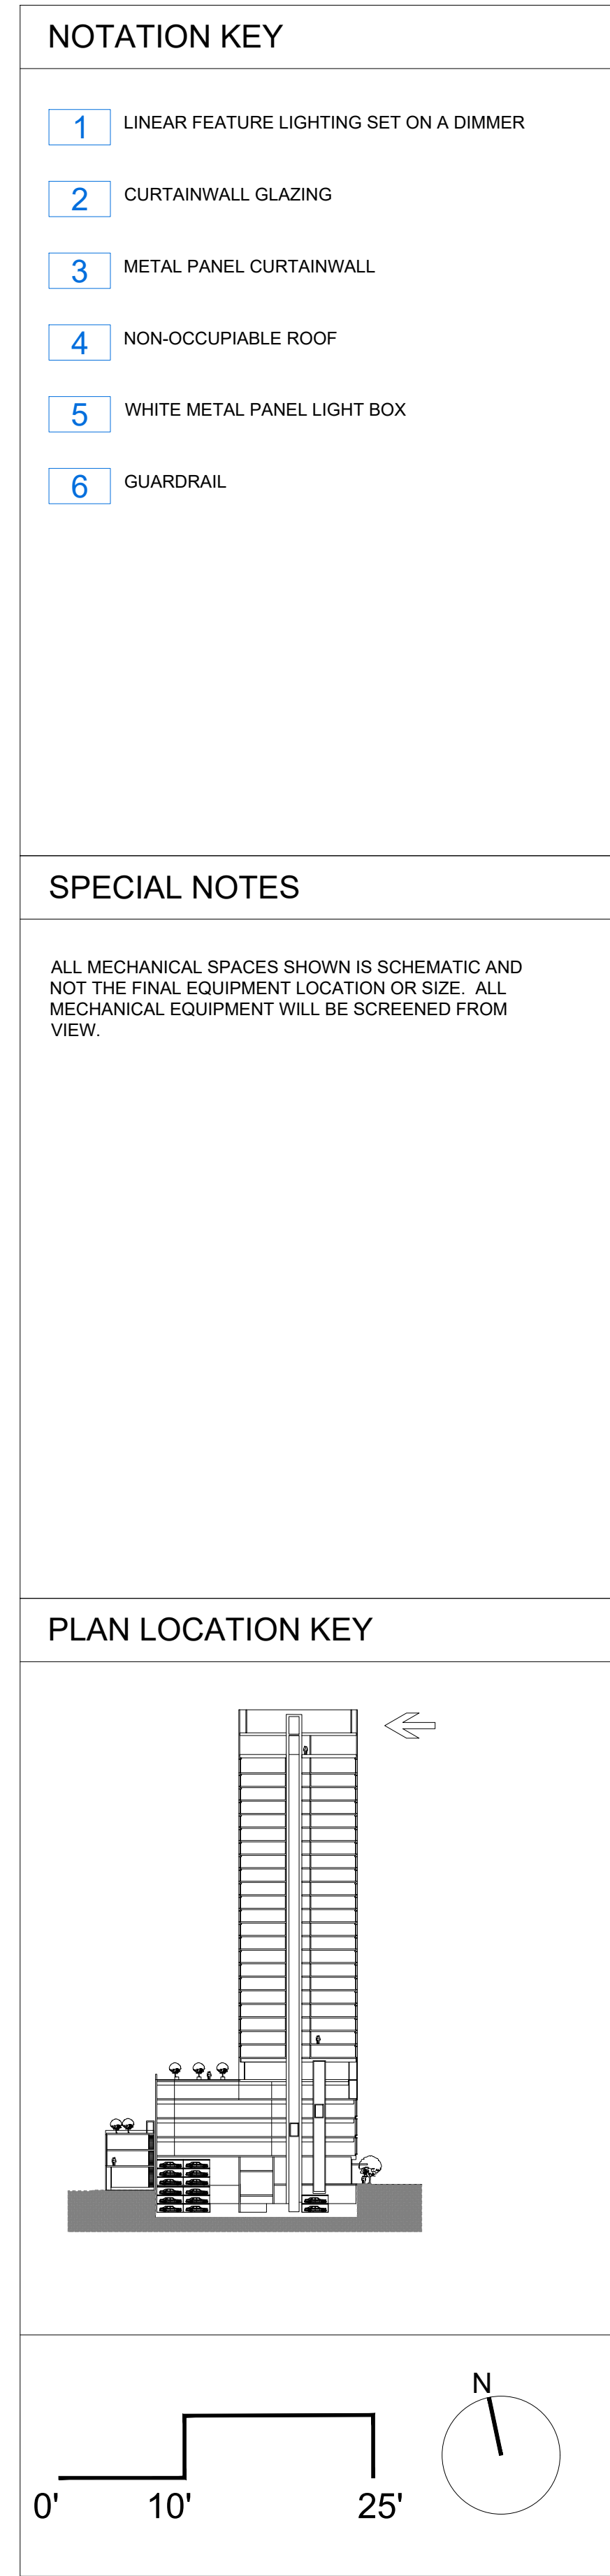 NOTATION KEY
1 LINEAR FEATURE LIGHTING SET ON A DIMMER
2 CURTAINWALL GLAZING
3 METAL PANEL CURTAINWALL
4 NON-OCCUPIABLE ROOF
5 WHITE METAL PANEL LIGHT BOX
6 GUARDRAIL
SPECIAL NOTES
ALL MECHANICAL SPACES SHOWN IS SCHEMATIC AND
NOT THE FINAL EQUIPMENT LOCATION OR SIZE.  ALL
MECHANICAL EQUIPMENT WILL BE SCREENED FROM
VIEW.
PLAN LOCATION KEY
N
0' 10' 25'